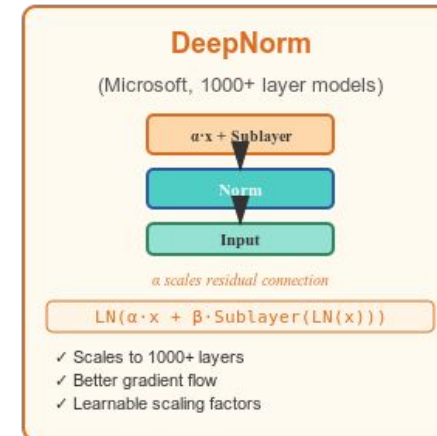 DeepNorm
(Microsoft, 1000+ layer models)
α·x + Sublayer
Norm
Input
α scales residual connection
LN(α·x + β·Sublayer(LN(x)))
✓ Scales to 1000+ layers
✓ Better gradient flow
✓ Learnable scaling factors